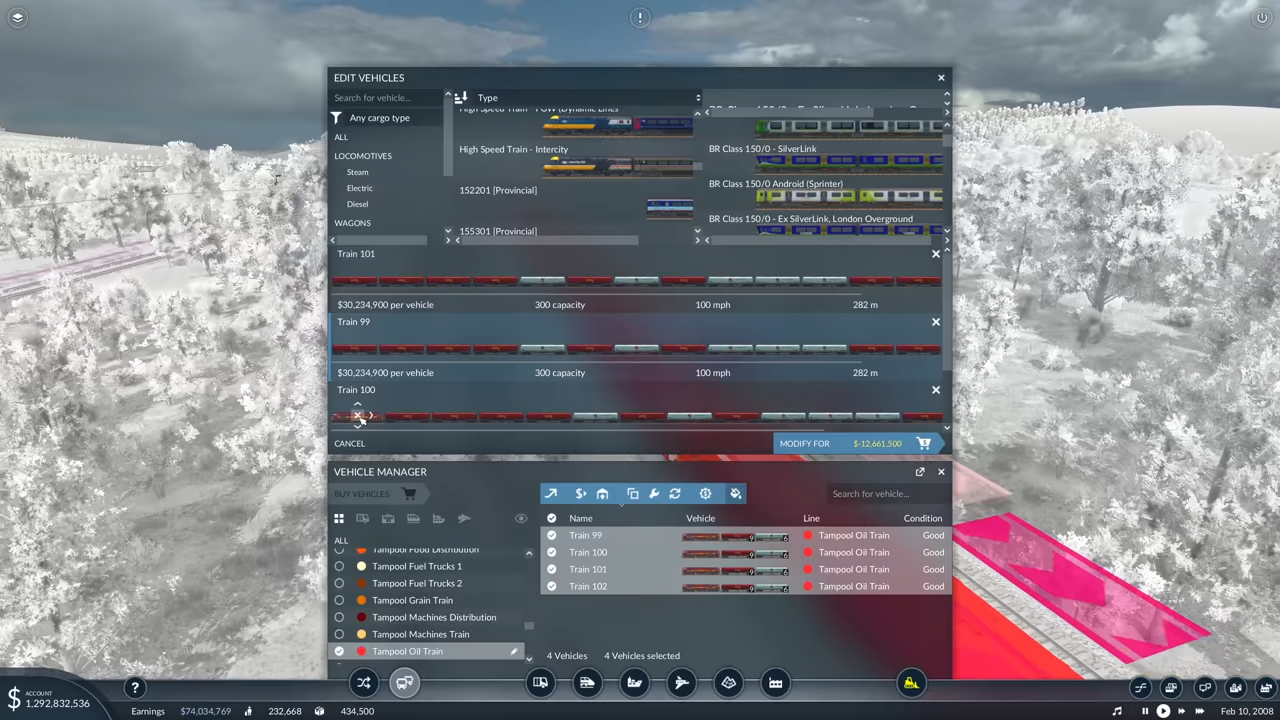 EDIT VEHICLES
Search for vehicle...
Any cargo type
ALL
LOCOMOTIVES
Steam
Electric
Diesel
WAGONS
Type
High Speed Train - Intercity
152201 [Provincial]
155301 [Provincial]
BR Class 150/0 - SilverLink
BR Class 150/0 Android (Sprinter)
BR Class 150/0 - Ex SilverLink, London Overground
Train 101
$30,234,900 per vehicle 300 capacity 100 mph 282 m
Train 99
$30,234,900 per vehicle 300 capacity 100 mph 282 m
Train 100
CANCEL
MODIFY FOR $-12,661,500
VEHICLE MANAGER
BUY VEHICLES
Search for vehicle...
ALL
Tampool Food Distribution
Tampool Fuel Trucks 1
Tampool Fuel Trucks 2
Tampool Grain Train
Tampool Machines Distribution
Tampool Machines Train
Tampool Oil Train
Name Vehicle Line Condition
Train 99 9 6 Tampool Oil Train Good
Train 100 9 6 Tampool Oil Train Good
Train 101 9 6 Tampool Oil Train Good
Train 102 9 6 Tampool Oil Train Good
4 Vehicles 4 Vehicles selected
ACCOUNT
$ 1,292,832,536
?
Earnings $74,034,769 232,668 434,500
Feb 10, 2008